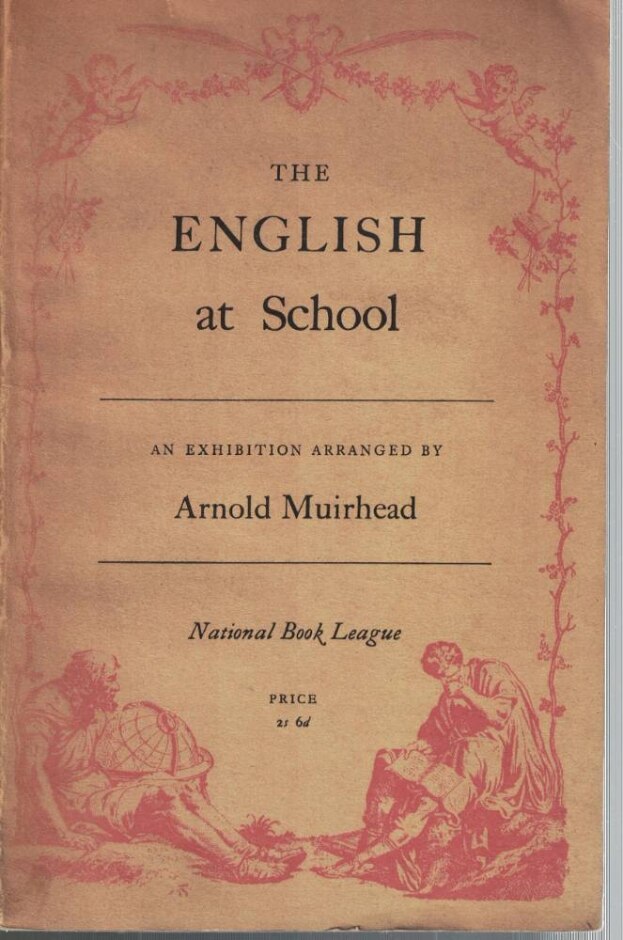 THE
ENGLISH
at School
AN EXHIBITION ARRANGED BY
Arnold Muirhead
National Book League
PRICE
2s 6d